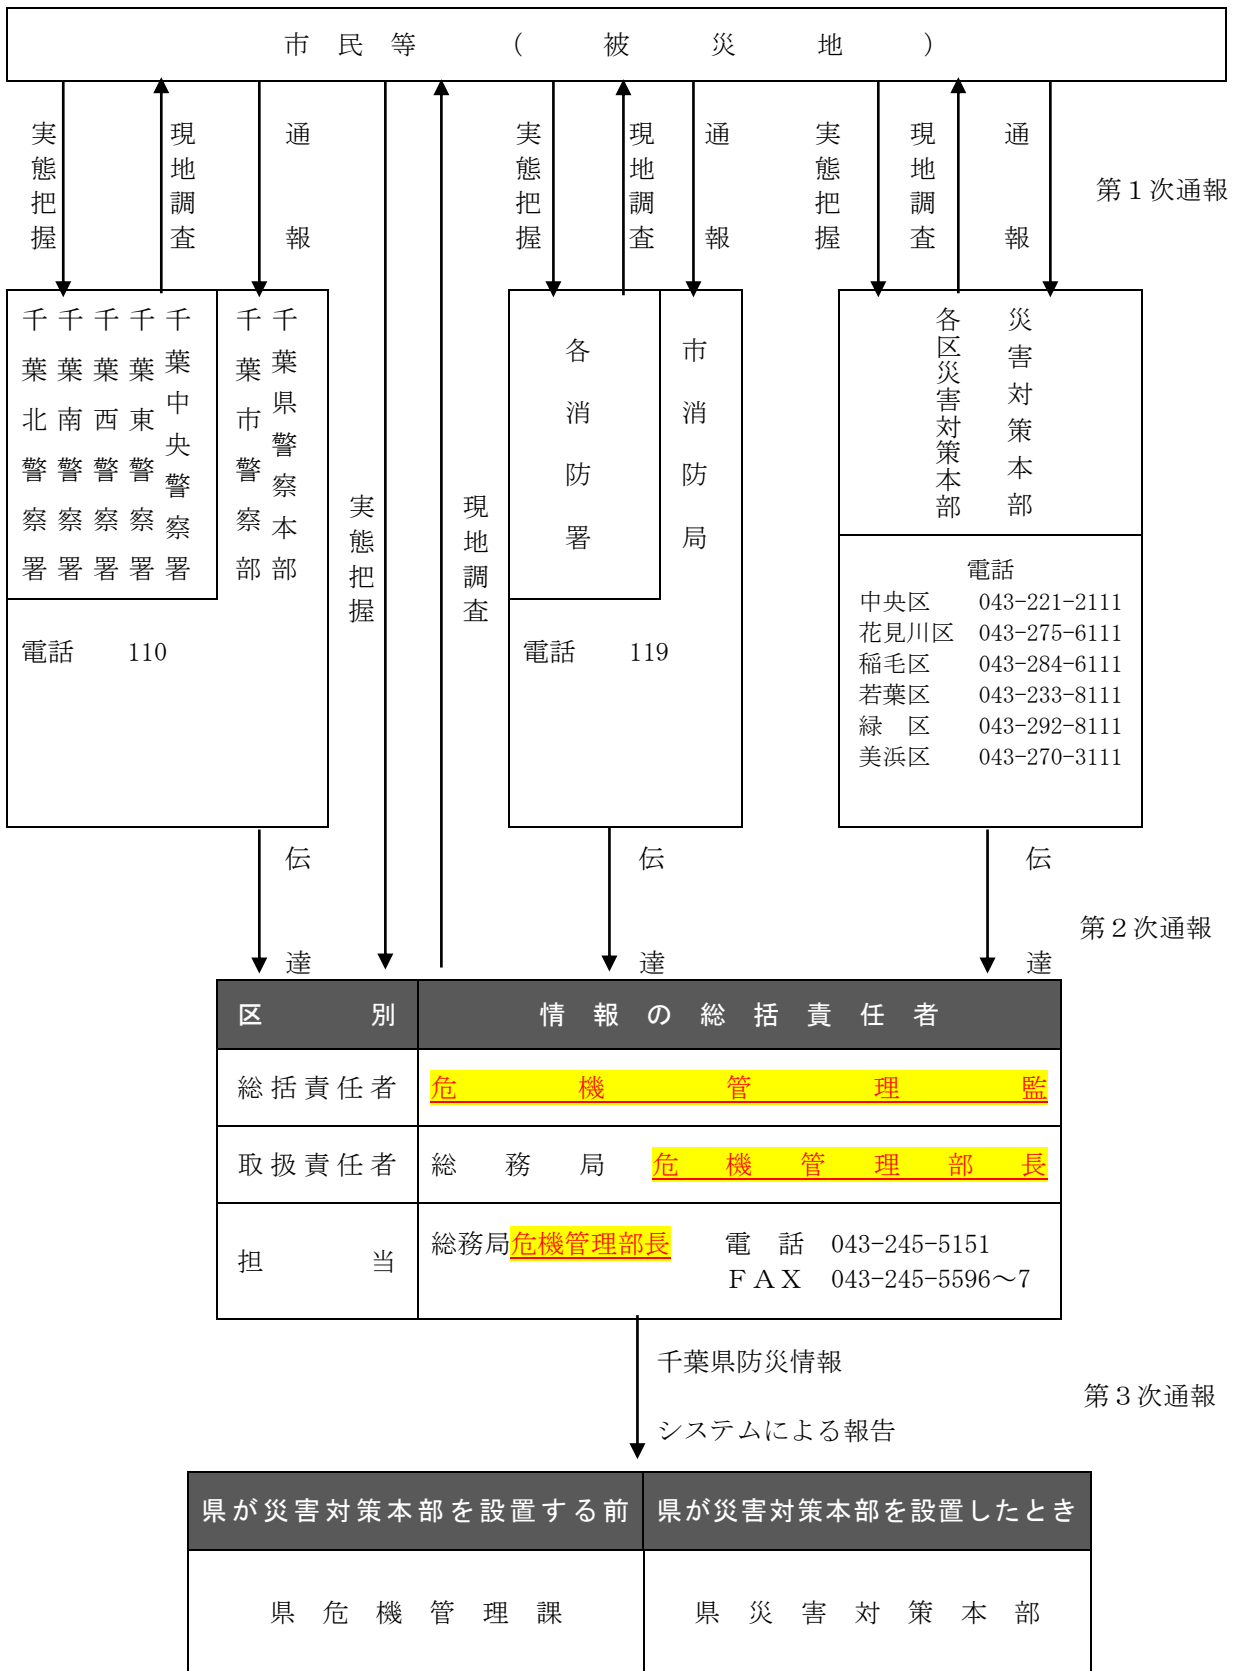 市民等（被災地）
実態把握
現地調査
通報
実態把握
現地調査
通報
実態把握
現地調査
通報
第１次通報
千葉県警察本部
千葉市警察部
千葉中央警察署
千葉東警察署
千葉西警察署
千葉南警察署
千葉北警察署
電話 110
実態把握
現地調査
市消防局
各消防署
電話 119
災害対策本部
各区災害対策本部
電話
中央区 043-221-2111
花見川区 043-275-6111
稲毛区 043-284-6111
若葉区 043-233-8111
緑　区 043-292-8111
美浜区 043-270-3111
伝達
伝達
伝達
第２次通報
区別 情報の総括責任者
総括責任者 危機管理監
取扱責任者 総務局 危機管理部長
担当 総務局危機管理部長 電話 043-245-5151
ＦＡＸ 043-245-5596～7
千葉県防災情報
システムによる報告
第３次通報
県が災害対策本部を設置する前 県が災害対策本部を設置したとき
県危機管理課 県災害対策本部